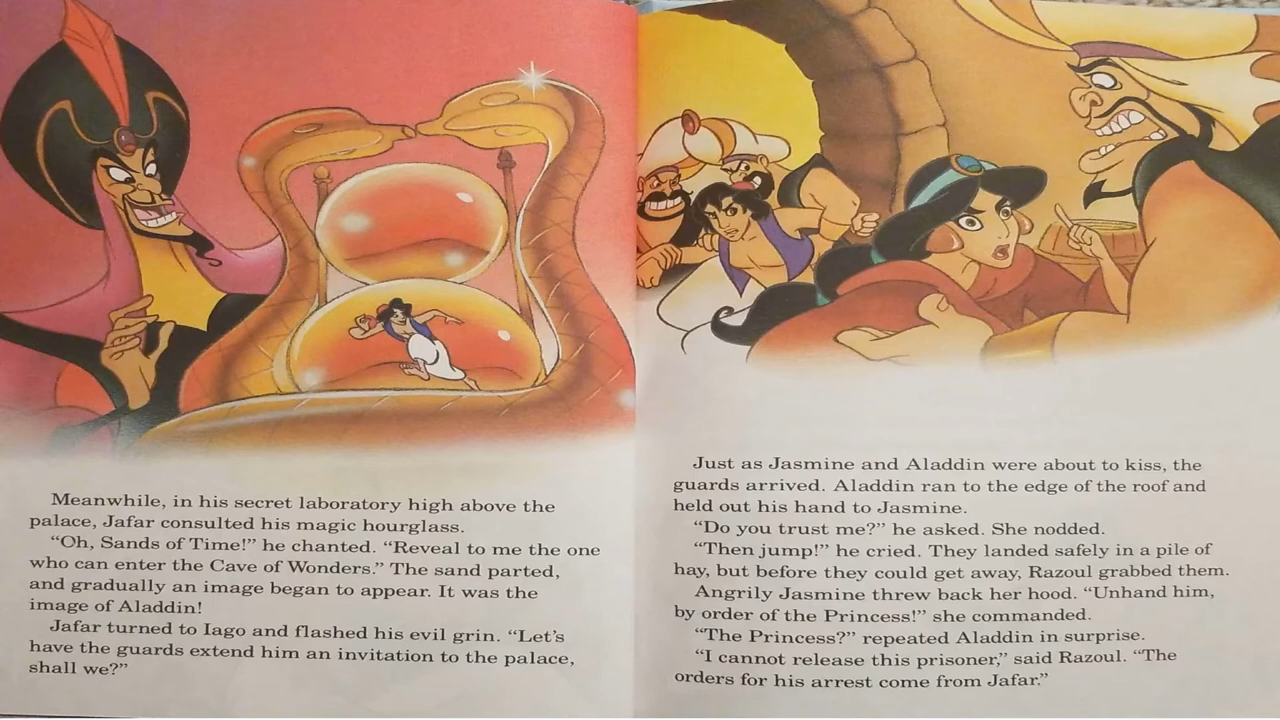 Meanwhile, in his secret laboratory high above the
palace, Jafar consulted his magic hourglass.
“Oh, Sands of Time!” he chanted. “Reveal to me the one
who can enter the Cave of Wonders.” The sand parted,
and gradually an image began to appear. It was the
image of Aladdin!
Jafar turned to Iago and flashed his evil grin. “Let’s
have the guards extend him an invitation to the palace,
shall we?”
Just as Jasmine and Aladdin were about to kiss, the
guards arrived. Aladdin ran to the edge of the roof and
held out his hand to Jasmine.
“Do you trust me?” he asked. She nodded.
“Then jump!” he cried. They landed safely in a pile of
hay, but before they could get away, Razoul grabbed them.
Angrily Jasmine threw back her hood. “Unhand him,
by order of the Princess!” she commanded.
“The Princess?” repeated Aladdin in surprise.
“I cannot release this prisoner,” said Razoul. “The
orders for his arrest come from Jafar.”